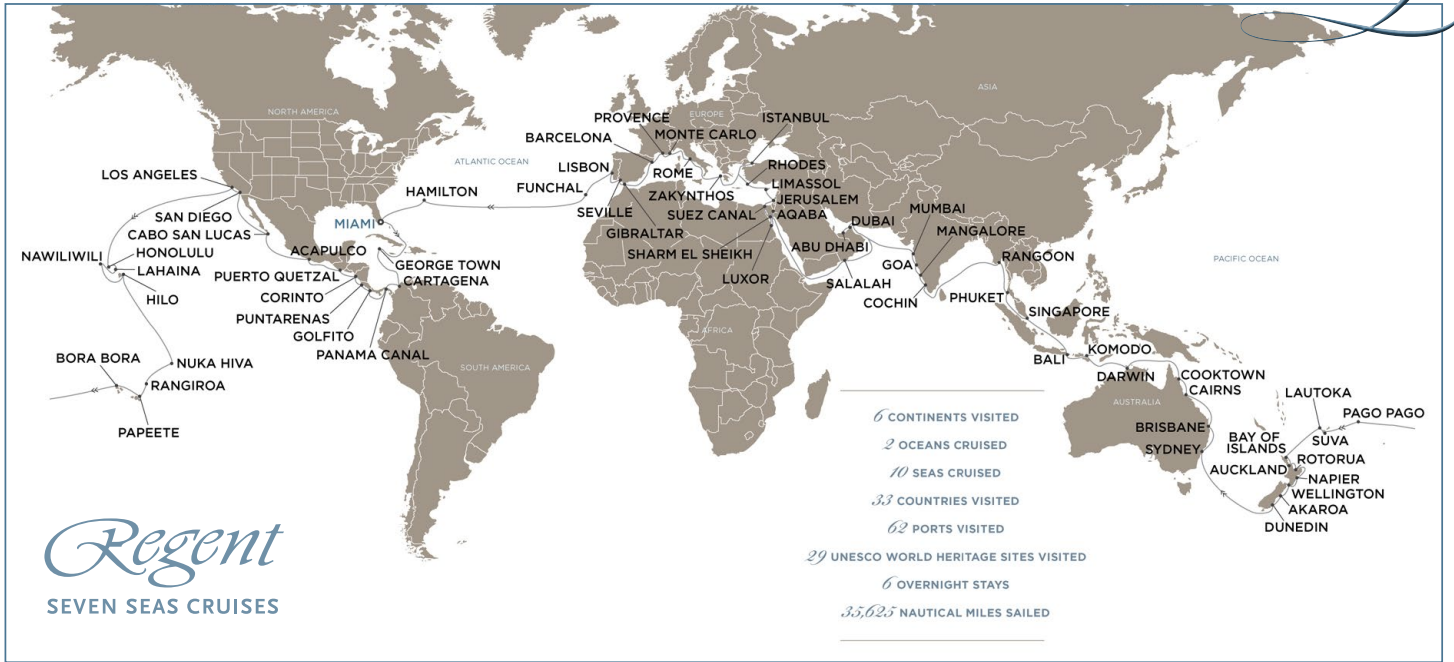 NORTH AMERICA
ATLANTIC OCEAN
EUROPE
ASIA
PACIFIC OCEAN
AFRICA
SOUTH AMERICA
AUSTRALIA
PROVENCE
ISTANBUL
BARCELONA
MONTE CARLO
LISBON
ROME
RHODES
LOS ANGELES
HAMILTON
FUNCHAL
ZAKYNTHOS
LIMASSOL
JERUSALEM
SAN DIEGO
MIAMI
SEVILLE
SUEZ CANAL
AQABA
DUBAI
MUMBAI
CABO SAN LUCAS
GIBRALTAR
MANGALORE
NAWILIWILI
HONOLULU
ACAPULCO
SHARM EL SHEIKH
ABU DHABI
RANGOON
LAHAINA
PUERTO QUETZAL
GEORGE TOWN
CARTAGENA
LUXOR
GOA
SALALAH
HILO
CORINTO
COCHIN
PHUKET
PUNTARENAS
SINGAPORE
GOLFITO
PANAMA CANAL
BORA BORA
NUKA HIVA
BALI
KOMODO
RANGIROA
DARWIN
COOKTOWN
CAIRNS
LAUTOKA
PAPEETE
PAGO PAGO
BRISBANE
BAY OF
ISLANDS
SUVA
SYDNEY
AUCKLAND
ROTORUA
NAPIER
WELLINGTON
AKAROA
DUNEDIN
6 CONTINENTS VISITED
2 OCEANS CRUISED
10 SEAS CRUISED
33 COUNTRIES VISITED
62 PORTS VISITED
29 UNESCO WORLD HERITAGE SITES VISITED
6 OVERNIGHT STAYS
35,625 NAUTICAL MILES SAILED
Regent
SEVEN SEAS CRUISES